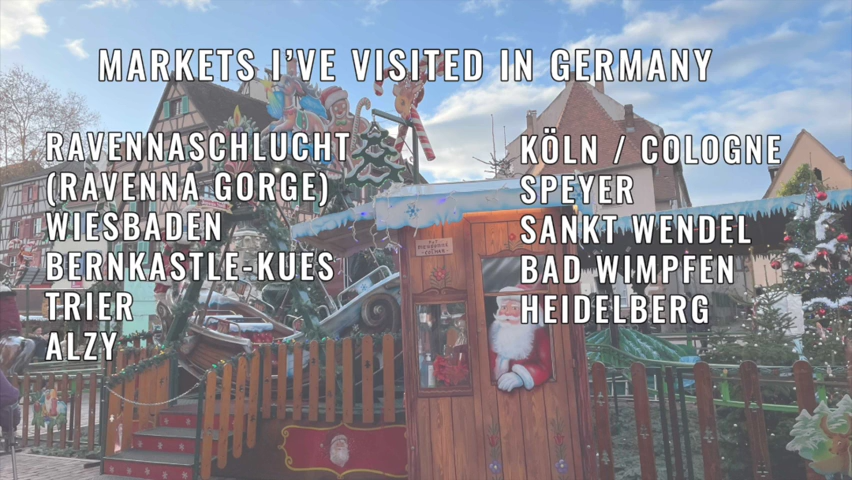 MARKETS I'VE VISITED IN GERMANY
RAVENNASCHLUCHT
(RAVENNA GORGE)
WIESBADEN
BERNKASTLE-KUES
TRIER
ALZY
KÖLN / COLOGNE
SPEYER
SANKT WENDEL
BAD WIMPFEN
HEIDELBERG